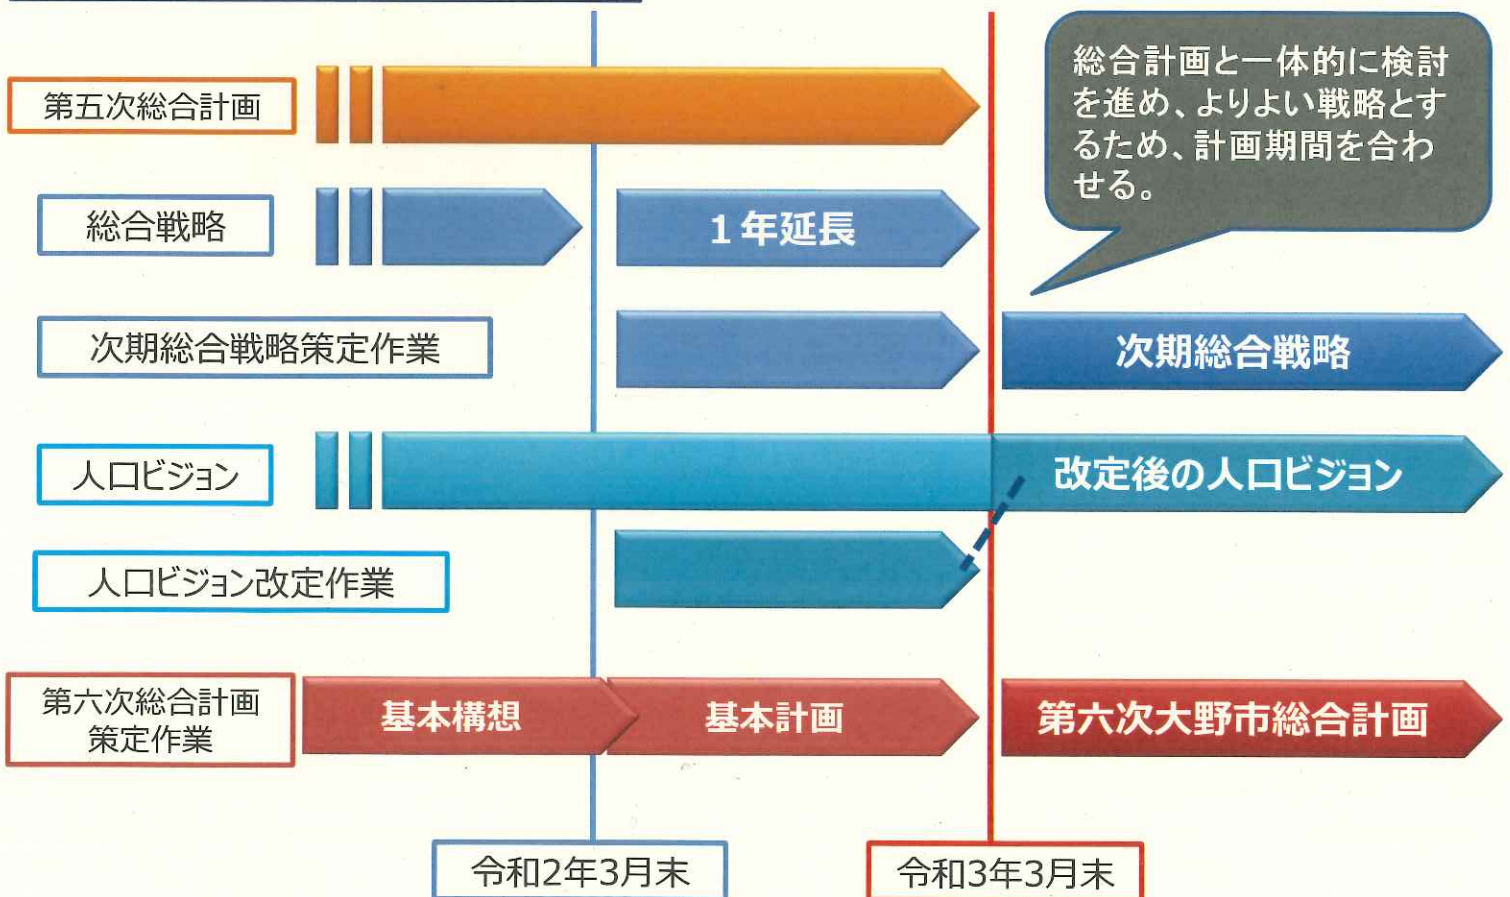 第五次総合計画
総合計画と一体的に検討
を進め、よりよい戦略とす
るため、計画期間を合わ
せる。
総合戦略
1年延長
次期総合戦略策定作業
次期総合戦略
人口ビジョン
改定後の人口ビジョン
人口ビジョン改定作業
第六次総合計画
策定作業
基本構想
基本計画
第六次大野市総合計画
令和2年3月末
令和3年3月末